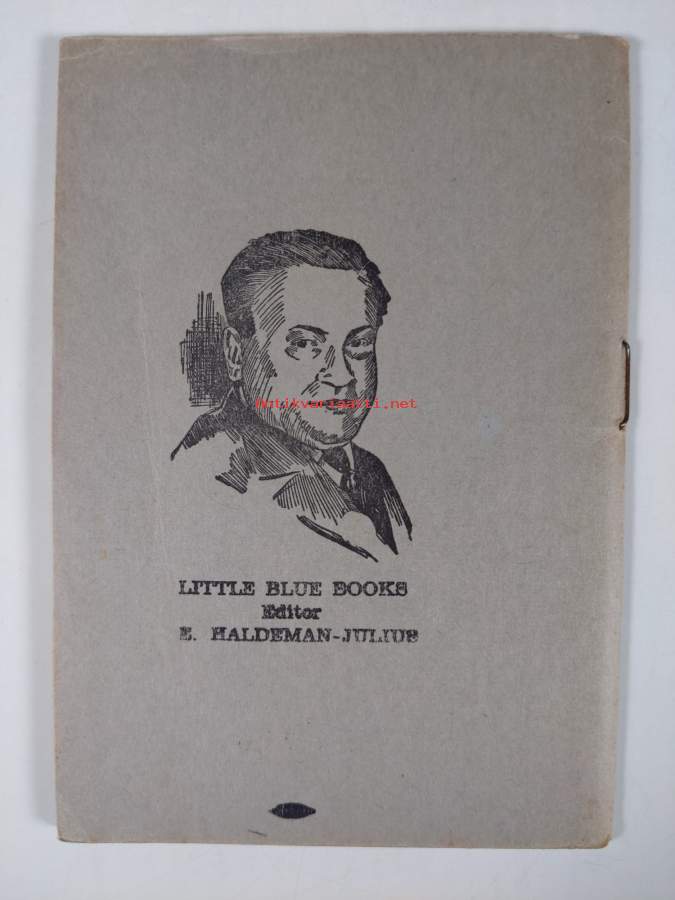 Antikvariaatti.net
LITTLE BLUE BOOKS
Editor
E. HALDEMAN-JULIUS